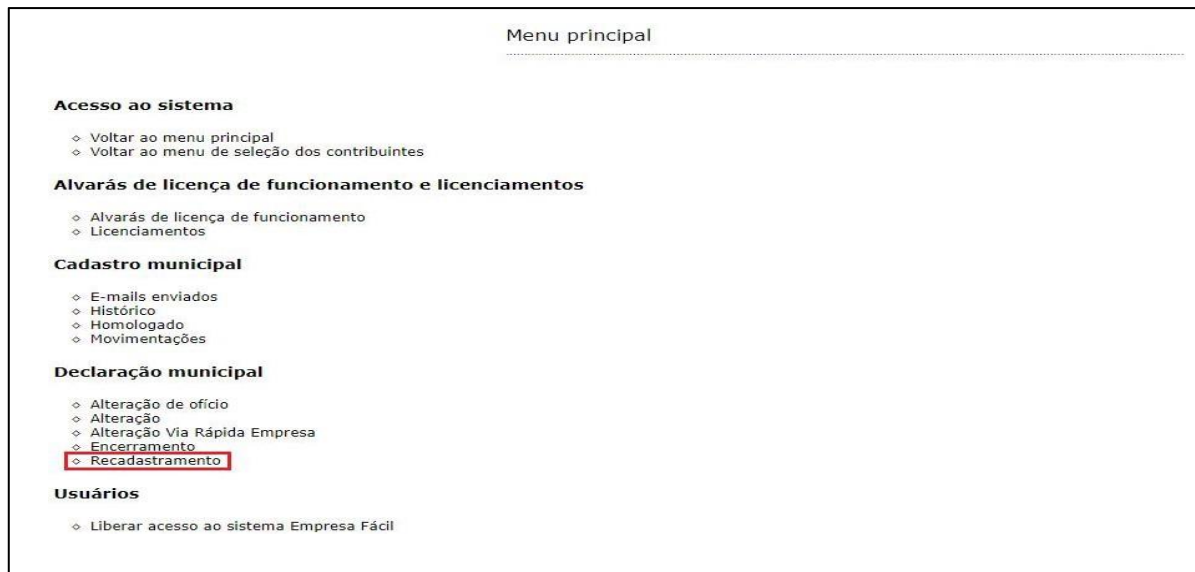 Menu principal
Acesso ao sistema
Voltar ao menu principal
Voltar ao menu de seleção dos contribuintes
Alvarás de licença de funcionamento e licenciamentos
Alvarás de licença de funcionamento
Licenciamentos
Cadastro municipal
E-mails enviados
Histórico
Homologado
Movimentações
Declaração municipal
Alteração de ofício
Alteração
Alteração Via Rápida Empresa
Encerramento
Recadastramento
Usuários
Liberar acesso ao sistema Empresa Fácil